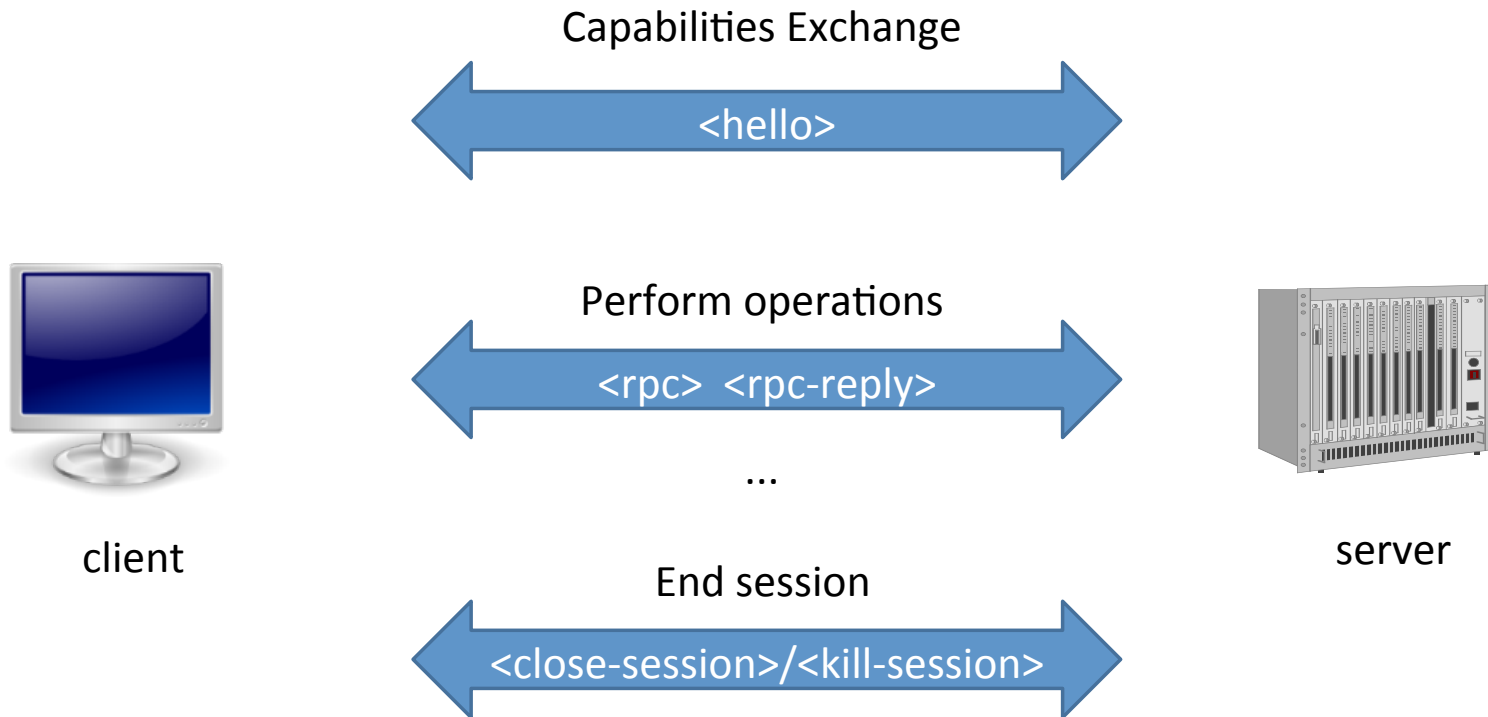 Capabilities Exchange
<hello>
Perform operations
<rpc> <rpc-reply>
...
client
server
End session
<close-session>/<kill-session>